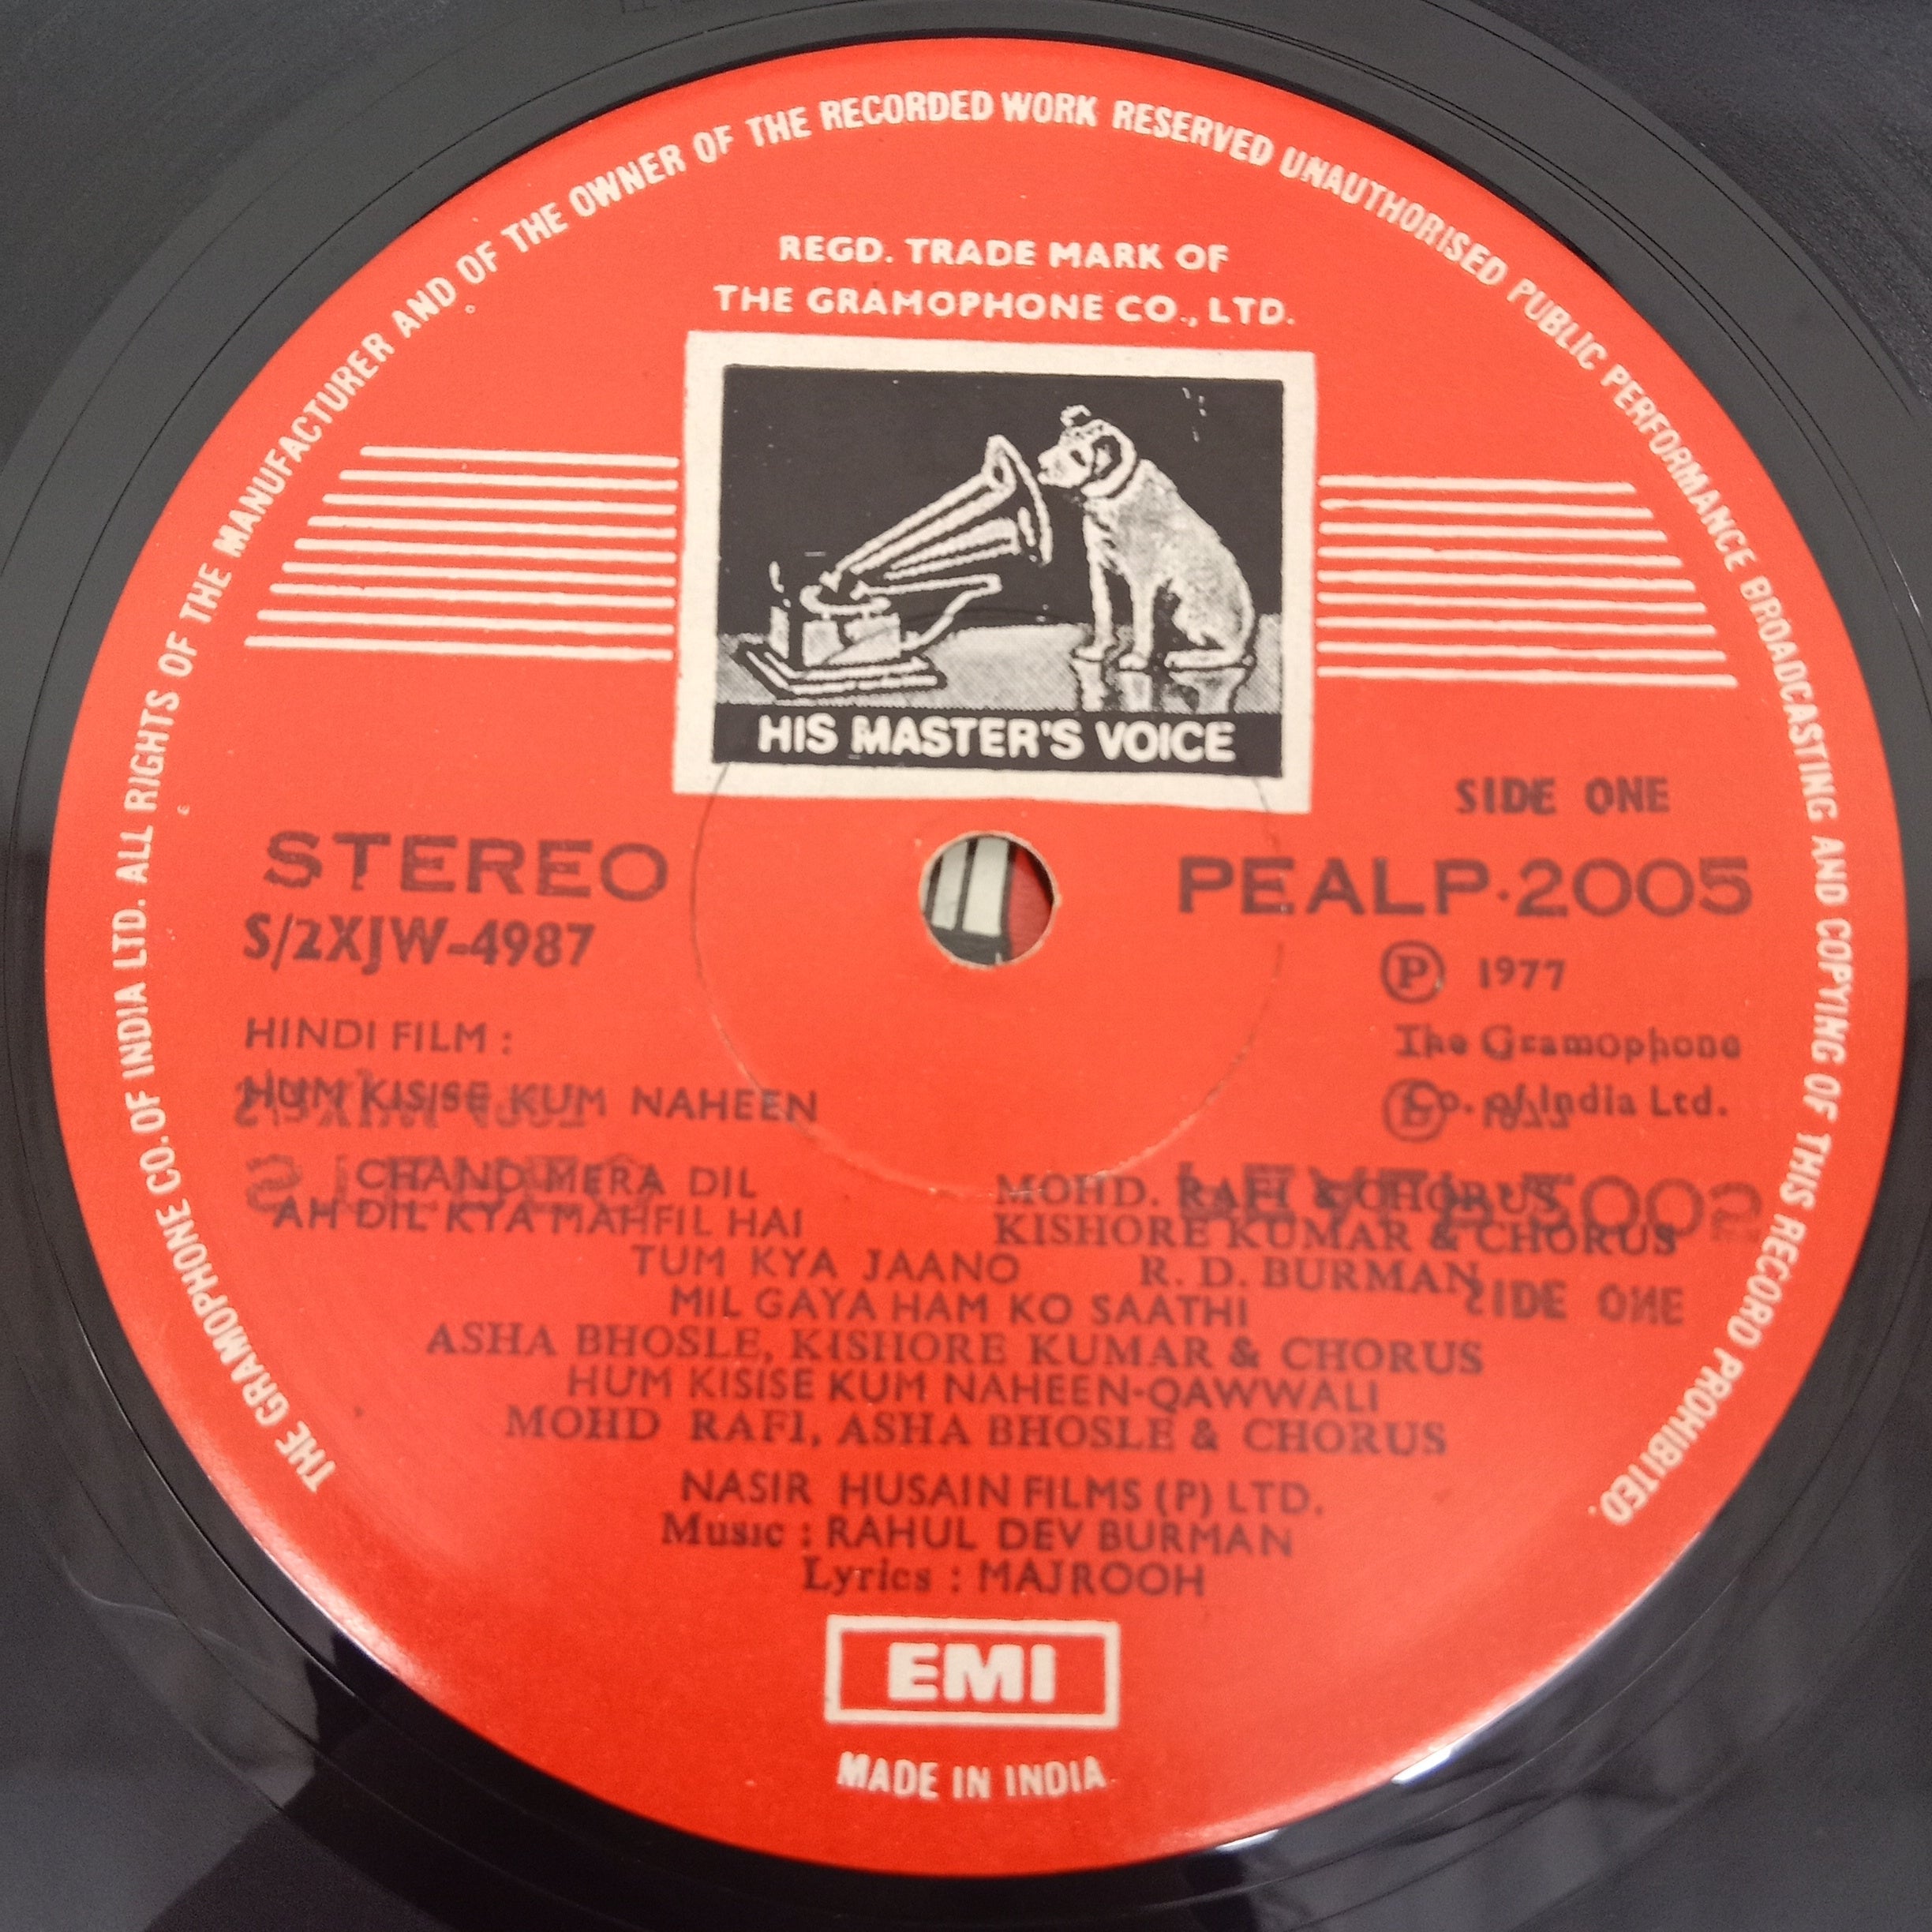 THE GRAMOPHONE CO. OF INDIA LTD. ALL RIGHTS OF THE MANUFACTURER AND OF THE OWNER OF THE RECORDED WORK RESERVED UNAUTHORISED PUBLIC PERFORMANCE BROADCASTING AND COPYING OF THIS RECORD PROHIBITED.
REGD. TRADE MARK OF
THE GRAMOPHONE CO., LTD.
HIS MASTER'S VOICE
SIDE ONE
STEREO PEALP·2005
S/2XJW-4987 Ⓟ 1977
HINDI FILM : The Gramophone
HUM KISISE KUM NAHEEN Co. of India Ltd.
CHAND MERA DIL MOHD. RAFI & CHORUS
AH DIL KYA MAHFIL HAI KISHORE KUMAR & CHORUS
TUM KYA JAANO R. D. BURMAN
MIL GAYA HAM KO SAATHI
ASHA BHOSLE, KISHORE KUMAR & CHORUS
HUM KISISE KUM NAHEEN-QAWWALI
MOHD RAFI, ASHA BHOSLE & CHORUS
NASIR HUSAIN FILMS (P) LTD.
Music : RAHUL DEV BURMAN
Lyrics : MAJROOH
EMI
MADE IN INDIA